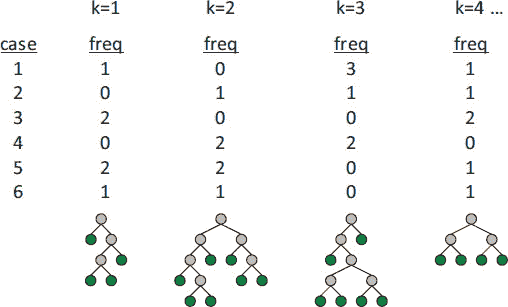 k=1 k=2 k=3 k=4 ...
case freq freq freq freq
1 1 0 3 1
2 0 1 1 1
3 2 0 0 2
4 0 2 2 0
5 2 2 0 1
6 1 1 0 1